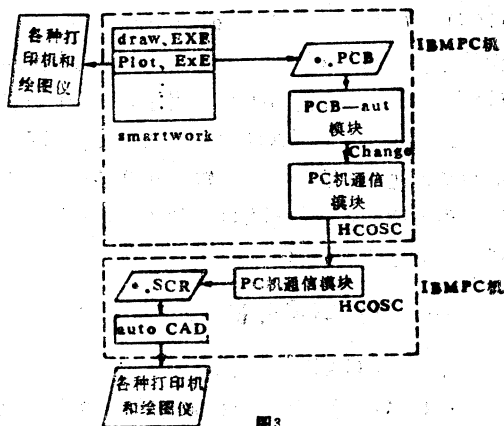 各种打
印机和
绘图仪
draw、EXE
Plot、ExE
smartwork
*.PCB
IBMPC机
PCB—aut
模块
Change
PC机通信
模块
HCOSC
*.SCR
PC机通信模块
HCOSC
IBMPC机
auto CAD
各种打印机
和绘图仪
图3